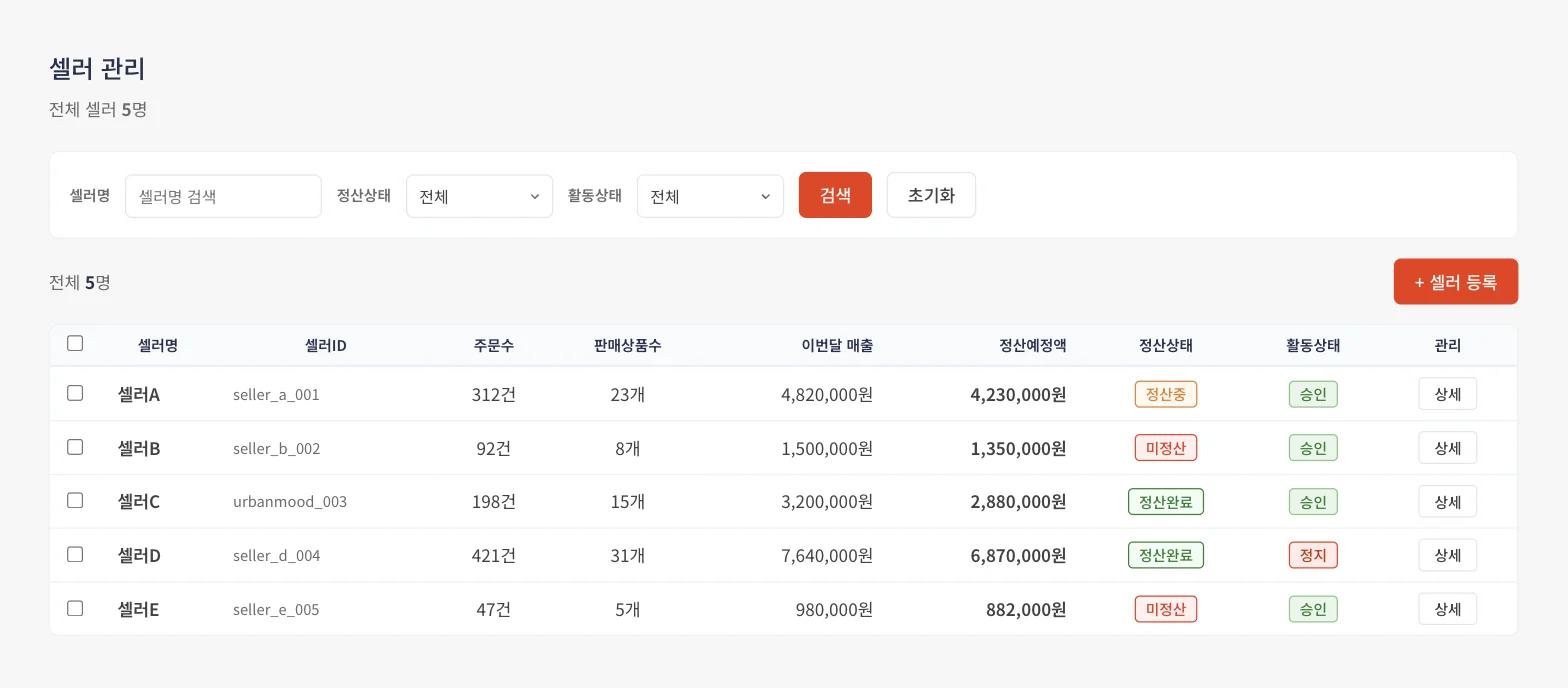 셀러 관리
전체 셀러 5명
셀러명 셀러명 검색 정산상태 전체 활동상태 전체 검색 초기화
전체 5명
+ 셀러 등록
셀러명 셀러ID 주문수 판매상품수 이번달 매출 정산예정액 정산상태 활동상태 관리
셀러A seller_a_001 312건 23개 4,820,000원 4,230,000원 정산중 승인 상세
셀러B seller_b_002 92건 8개 1,500,000원 1,350,000원 미정산 승인 상세
셀러C urbanmood_003 198건 15개 3,200,000원 2,880,000원 정산완료 승인 상세
셀러D seller_d_004 421건 31개 7,640,000원 6,870,000원 정산완료 정지 상세
셀러E seller_e_005 47건 5개 980,000원 882,000원 미정산 승인 상세